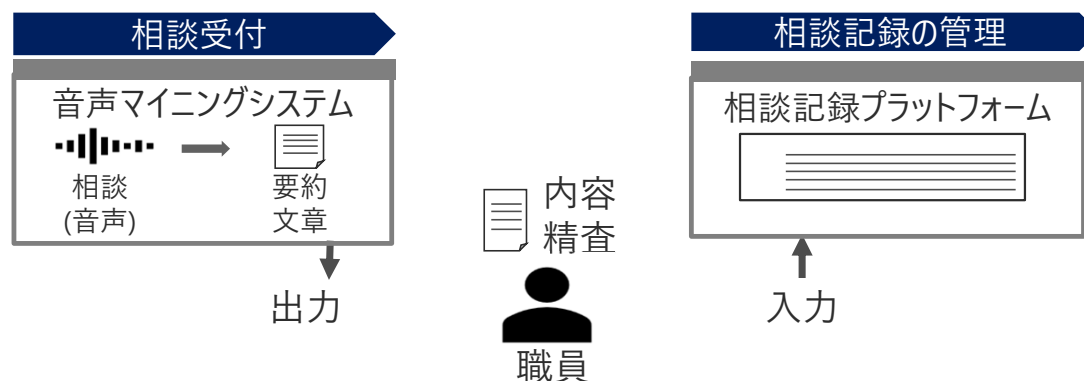 相談受付
音声マイニングシステム
相談
(音声)
要約
文章
出力
内容
精査
職員
相談記録の管理
相談記録プラットフォーム
入力